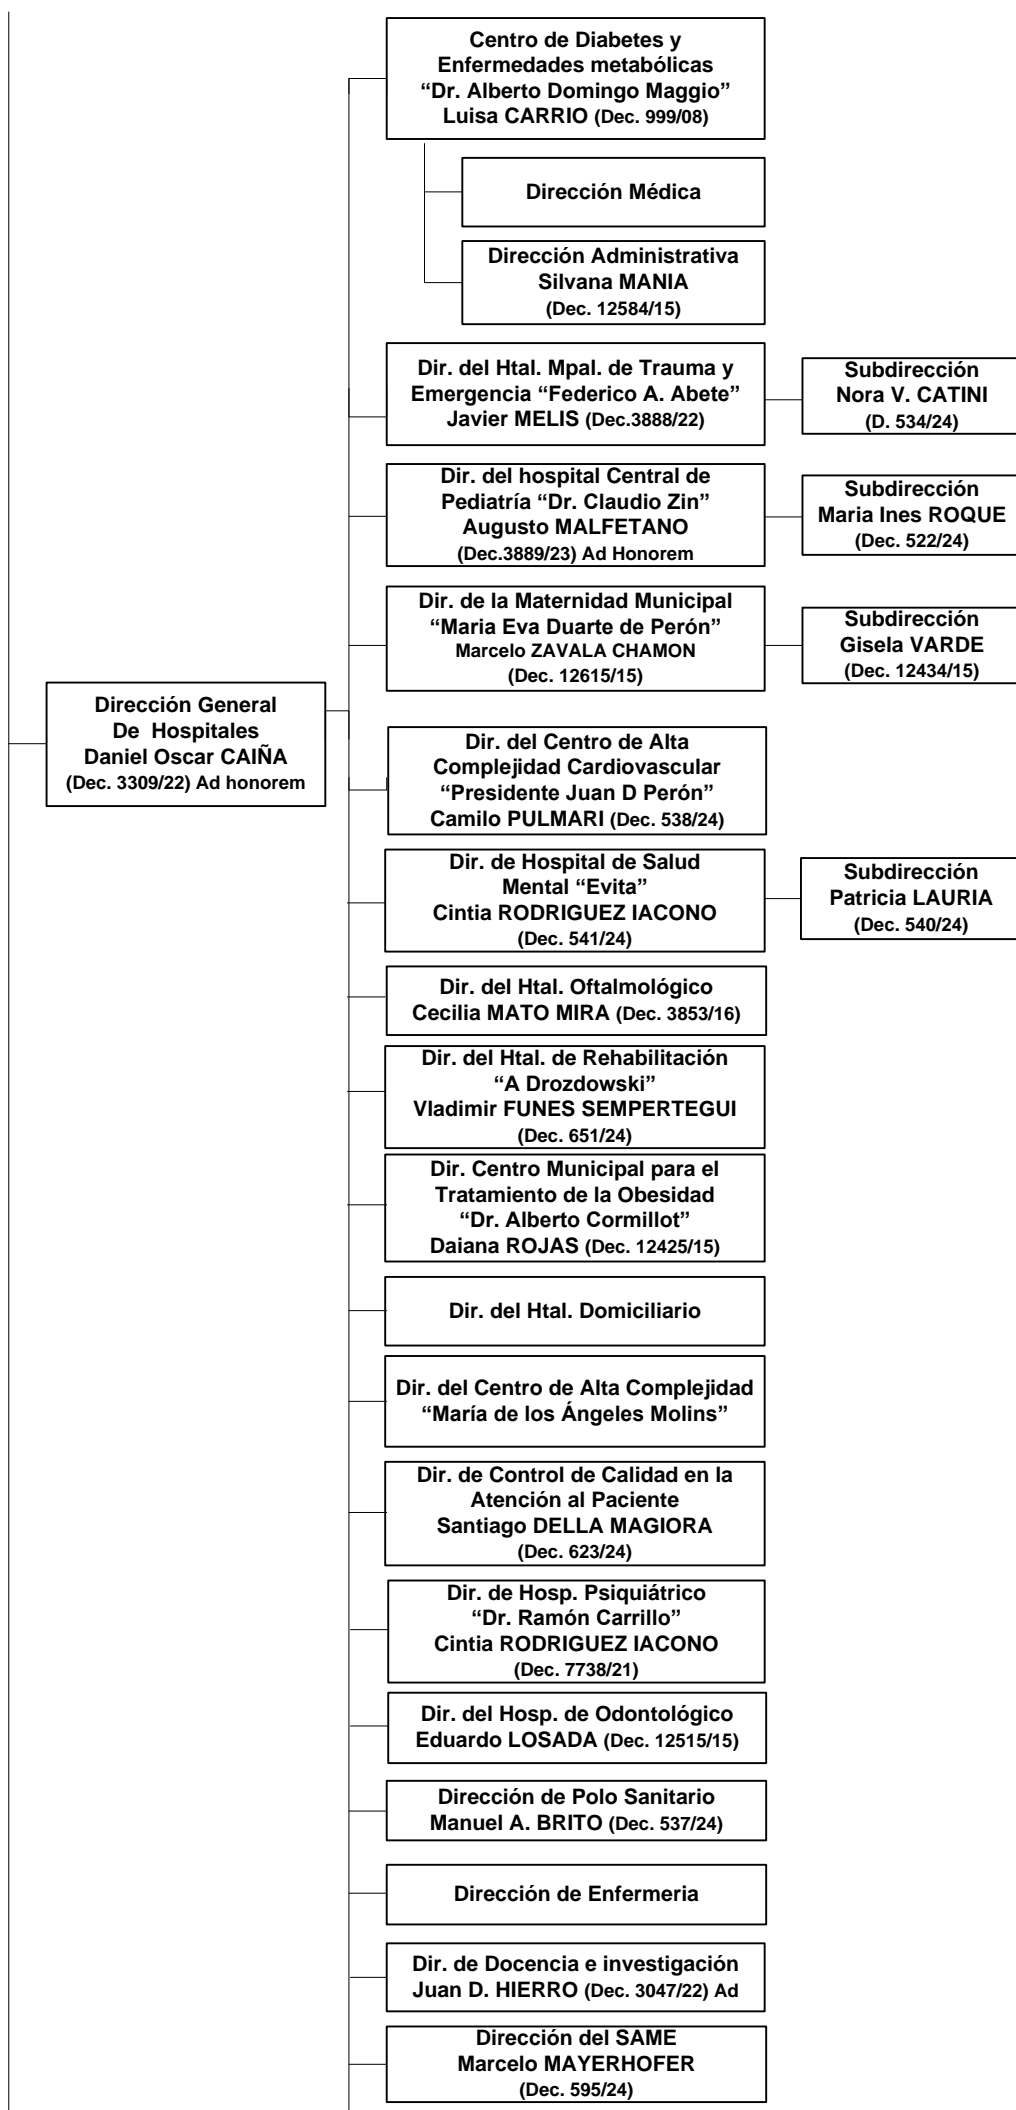 Centro de Diabetes y
Enfermedades metabólicas
“Dr. Alberto Domingo Maggio”
Luisa CARRIO (Dec. 999/08)
Dirección Médica
Dirección Administrativa
Silvana MANIA
(Dec. 12584/15)
Dir. del Htal. Mpal. de Trauma y
Emergencia “Federico A. Abete”
Javier MELIS (Dec.3888/22)
Subdirección
Nora V. CATINI
(D. 534/24)
Dir. del hospital Central de
Pediatría “Dr. Claudio Zin”
Augusto MALFETANO
(Dec.3889/23) Ad Honorem
Subdirección
Maria Ines ROQUE
(Dec. 522/24)
Dir. de la Maternidad Municipal
“Maria Eva Duarte de Perón”
Marcelo ZAVALA CHAMON
(Dec. 12615/15)
Subdirección
Gisela VARDE
(Dec. 12434/15)
Dirección General
De  Hospitales
Daniel Oscar CAIÑA
(Dec. 3309/22) Ad honorem
Dir. del Centro de Alta
Complejidad Cardiovascular
“Presidente Juan D Perón”
Camilo PULMARI (Dec. 538/24)
Dir. de Hospital de Salud
Mental “Evita”
Cintia RODRIGUEZ IACONO
(Dec. 541/24)
Subdirección
Patricia LAURIA
(Dec. 540/24)
Dir. del Htal. Oftalmológico
Cecilia MATO MIRA (Dec. 3853/16)
Dir. del Htal. de Rehabilitación
“A Drozdowski”
Vladimir FUNES SEMPERTEGUI
(Dec. 651/24)
Dir. Centro Municipal para el
Tratamiento de la Obesidad
“Dr. Alberto Cormillot”
Daiana ROJAS (Dec. 12425/15)
Dir. del Htal. Domiciliario
Dir. del Centro de Alta Complejidad
“María de los Ángeles Molins”
Dir. de Control de Calidad en la
Atención al Paciente
Santiago DELLA MAGIORA
(Dec. 623/24)
Dir. de Hosp. Psiquiátrico
“Dr. Ramón Carrillo”
Cintia RODRIGUEZ IACONO
(Dec. 7738/21)
Dir. del Hosp. de Odontológico
Eduardo LOSADA (Dec. 12515/15)
Dirección de Polo Sanitario
Manuel A. BRITO (Dec. 537/24)
Dirección de Enfermeria
Dir. de Docencia e investigación
Juan D. HIERRO (Dec. 3047/22) Ad
Dirección del SAME
Marcelo MAYERHOFER
(Dec. 595/24)